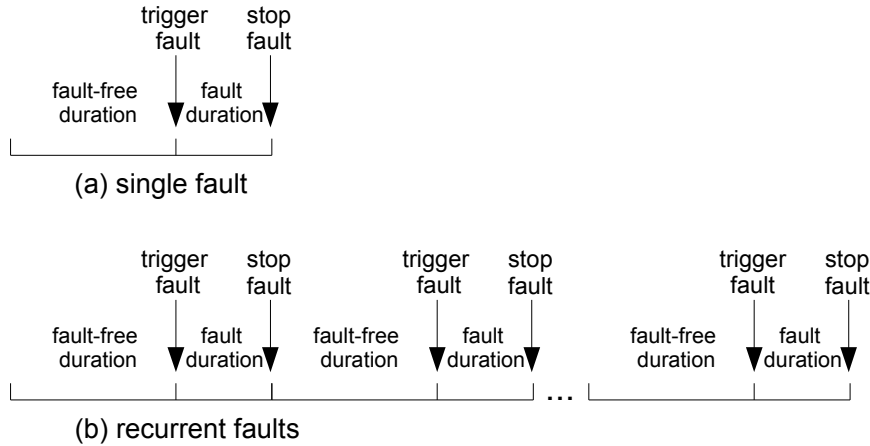 trigger fault
stop fault
fault-free duration
fault duration
(a) single fault
trigger fault
stop fault
trigger fault
stop fault
trigger fault
stop fault
fault-free duration
fault duration
fault-free duration
fault duration
...
fault-free duration
fault duration
(b) recurrent faults